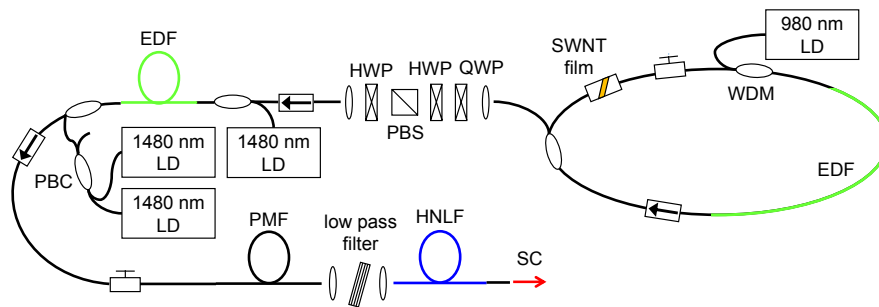 EDF
HWP
HWP
QWP
PBS
SWNT
film
980 nm
LD
WDM
EDF
1480 nm
LD
1480 nm
LD
1480 nm
LD
PBC
PMF
low pass
filter
HNLF
SC